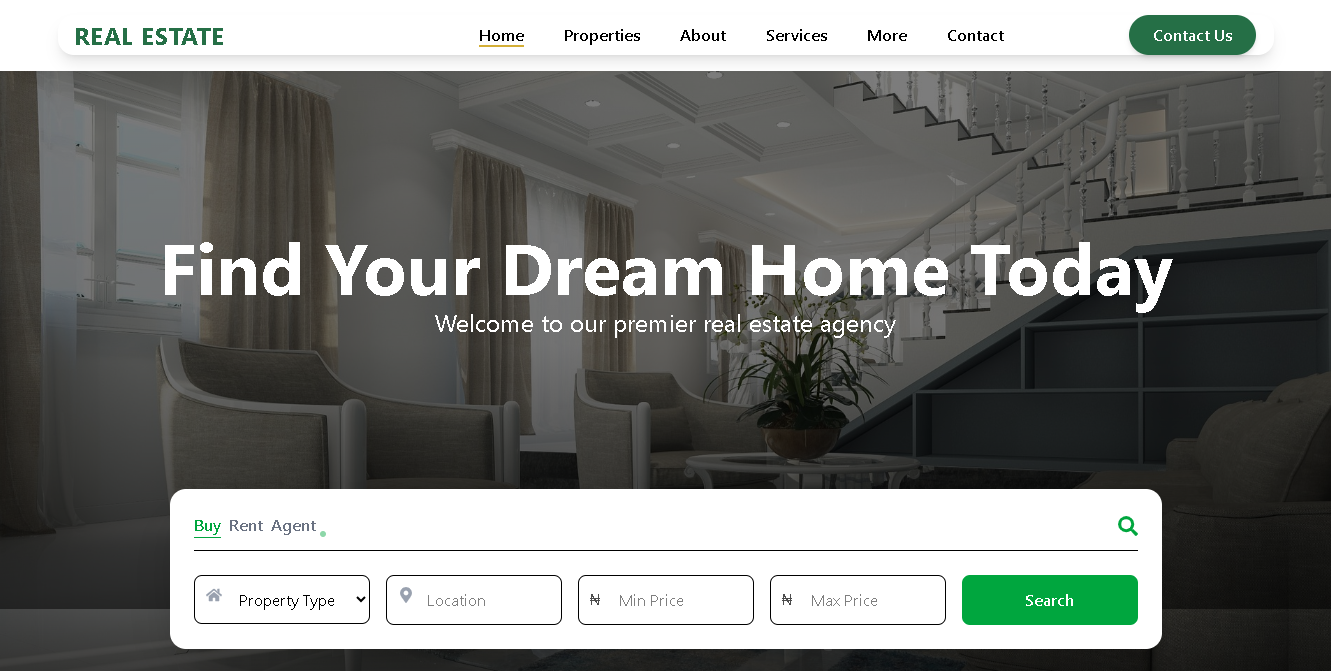 REAL ESTATE
Home Properties About Services More Contact
Contact Us
Find Your Dream Home Today
Welcome to our premier real estate agency
Buy Rent Agent
Property Type
Location
₦ Min Price
₦ Max Price
Search